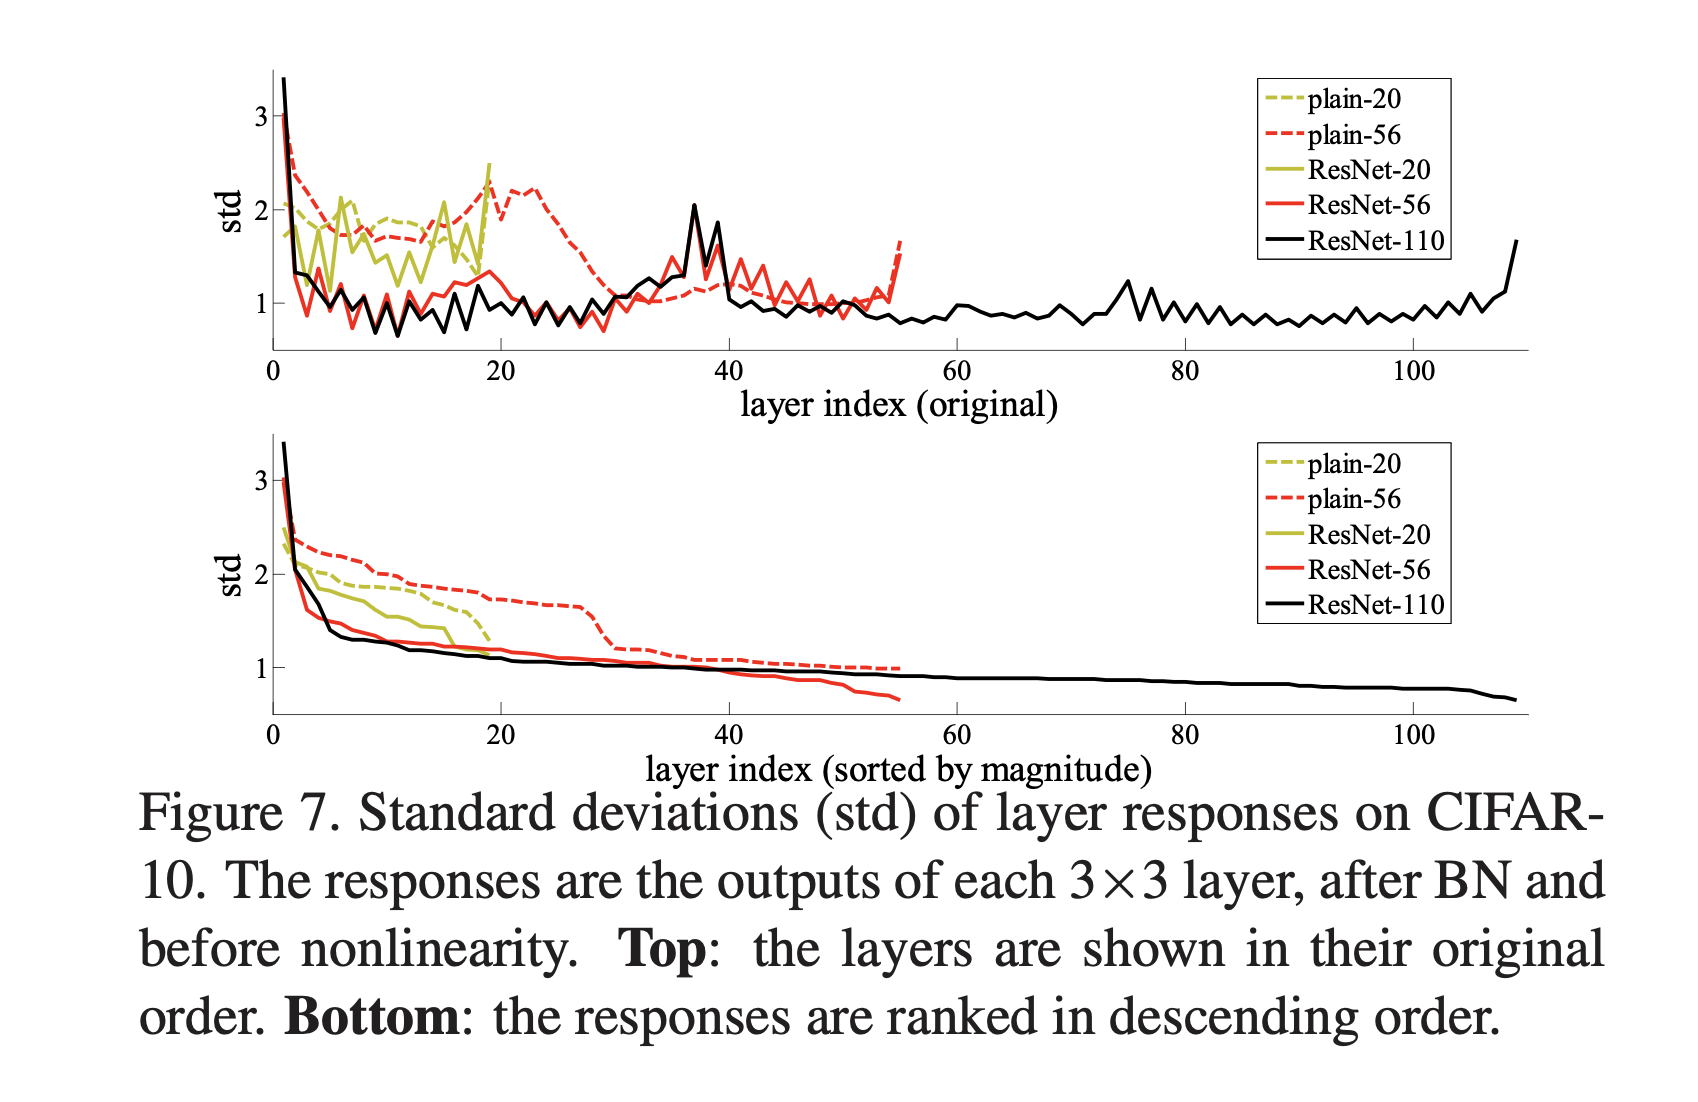 3
2
1
std
0 20 40 60 80 100
layer index (original)
plain-20
plain-56
ResNet-20
ResNet-56
ResNet-110
3
2
1
std
0 20 40 60 80 100
layer index (sorted by magnitude)
plain-20
plain-56
ResNet-20
ResNet-56
ResNet-110
Figure 7. Standard deviations (std) of layer responses on CIFAR-
10. The responses are the outputs of each 3×3 layer, after BN and
before nonlinearity. Top: the layers are shown in their original
order. Bottom: the responses are ranked in descending order.